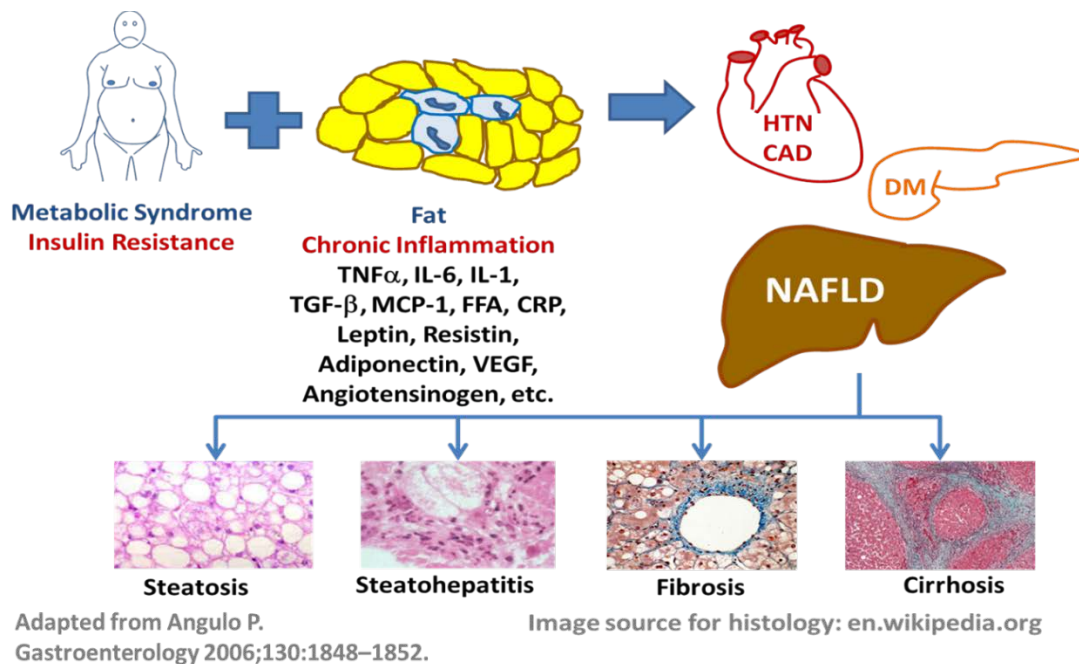 Metabolic Syndrome
Insulin Resistance
Fat
Chronic Inflammation
TNFα, IL-6, IL-1,
TGF-β, MCP-1, FFA, CRP,
Leptin, Resistin,
Adiponectin, VEGF,
Angiotensinogen, etc.
HTN
CAD
DM
NAFLD
Steatosis
Steatohepatitis
Fibrosis
Cirrhosis
Adapted from Angulo P.
Gastroenterology 2006;130:1848–1852.
Image source for histology: en.wikipedia.org